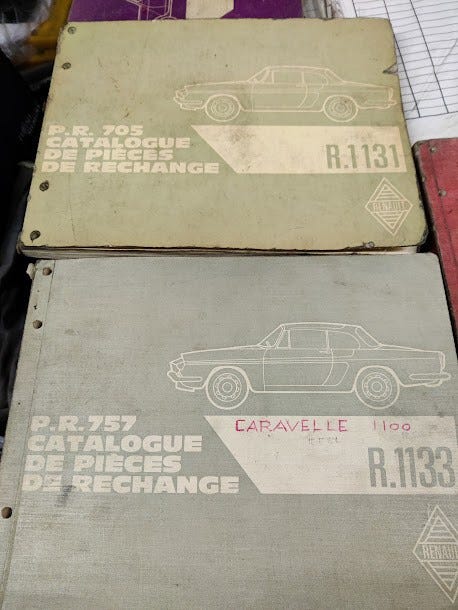 P.R. 705
CATALOGUE
DE PIÈCES
DE RECHANGE
R.1131
RENAULT
P.R. 757
CATALOGUE
DE PIÈCES
DE RECHANGE
CARAVELLE 1100
R.1133
RENAULT